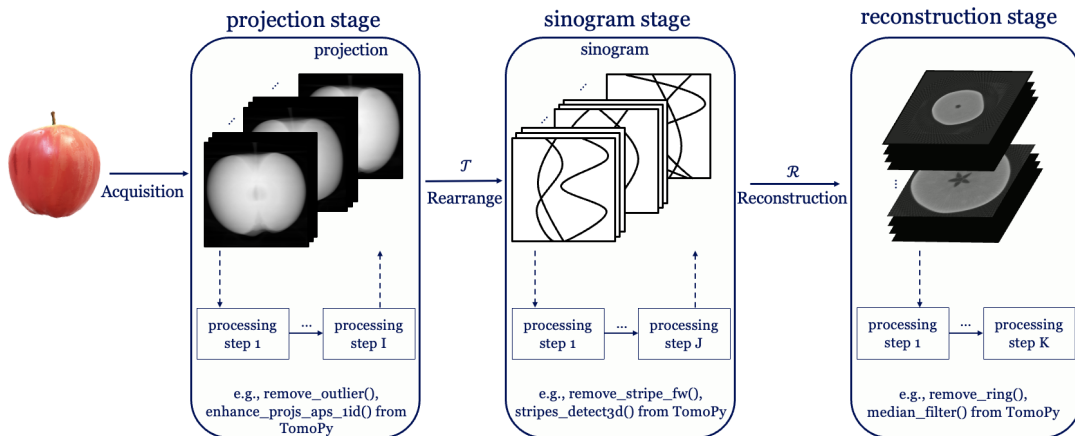 projection stage
projection
...
...
Acquisition
processing
step 1
...
processing
step I
e.g., remove_outlier(),
enhance_projs_aps_1id() from
TomoPy
𝒯
Rearrange
sinogram stage
sinogram
...
...
processing
step 1
...
processing
step J
e.g., remove_stripe_fw(),
stripes_detect3d() from TomoPy
ℛ
Reconstruction
reconstruction stage
...
processing
step 1
...
processing
step K
e.g., remove_ring(),
median_filter() from TomoPy